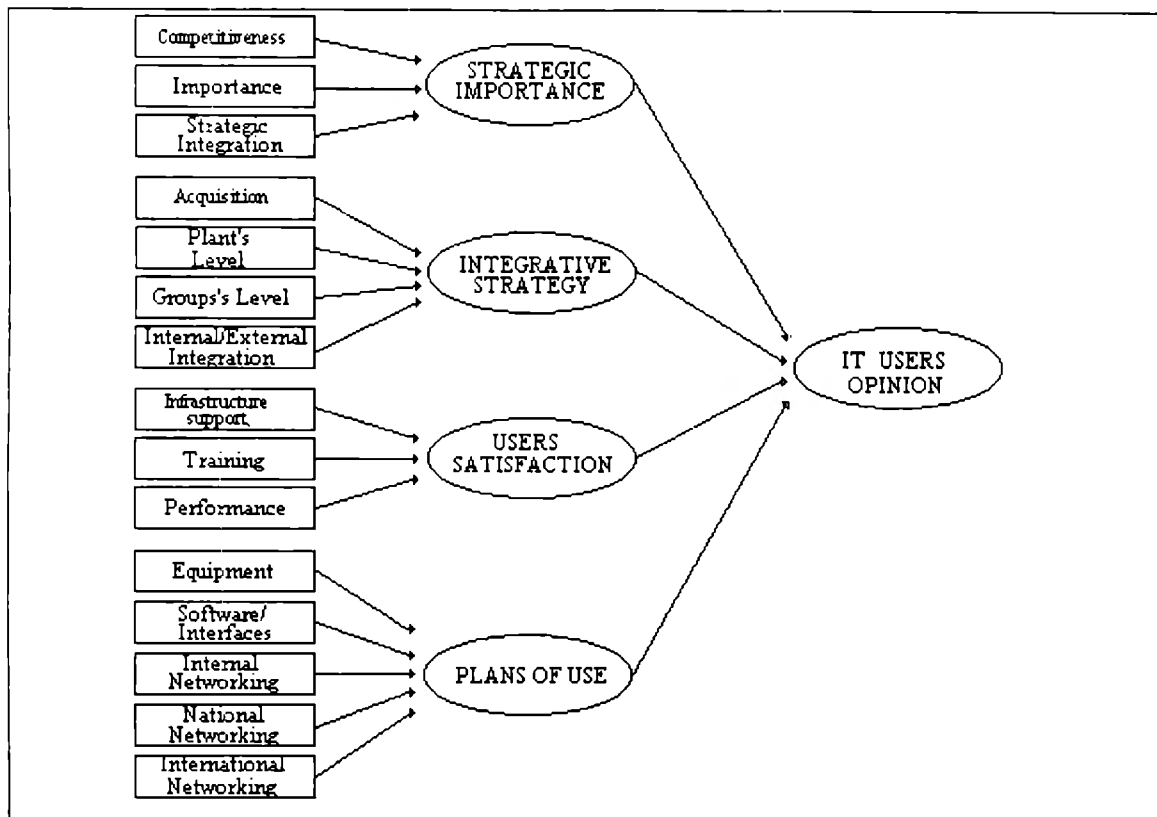 Competitiveness
Importance
Strategic
Integration
STRATEGIC
IMPORTANCE
Acquisition
Plant's
Level
Groups's Level
Internal/External
Integration
INTEGRATIVE
STRATEGY
IT USERS
OPINION
Infrastructure
support
Training
Performance
USERS
SATISFACTION
Equipment
Software/
Interfaces
Internal
Networking
National
Networking
International
Networking
PLANS OF USE